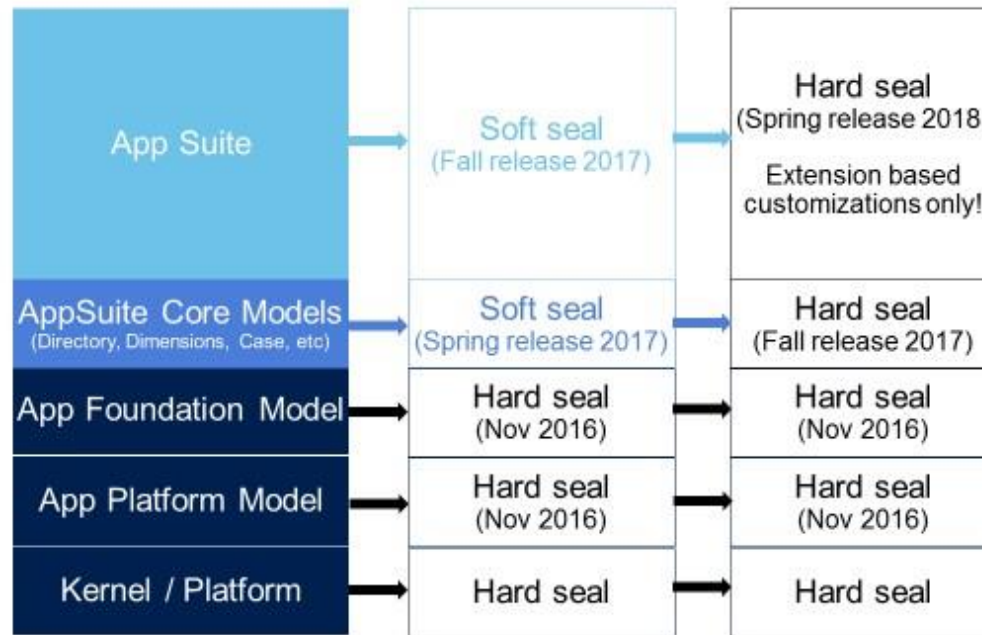 App Suite
Soft seal
(Fall release 2017)
Hard seal
(Spring release 2018
Extension based
customizations only!
AppSuite Core Models
(Directory, Dimensions, Case, etc)
Soft seal
(Spring release 2017)
Hard seal
(Fall release 2017)
App Foundation Model
Hard seal
(Nov 2016)
Hard seal
(Nov 2016)
App Platform Model
Hard seal
(Nov 2016)
Hard seal
(Nov 2016)
Kernel / Platform
Hard seal
Hard seal